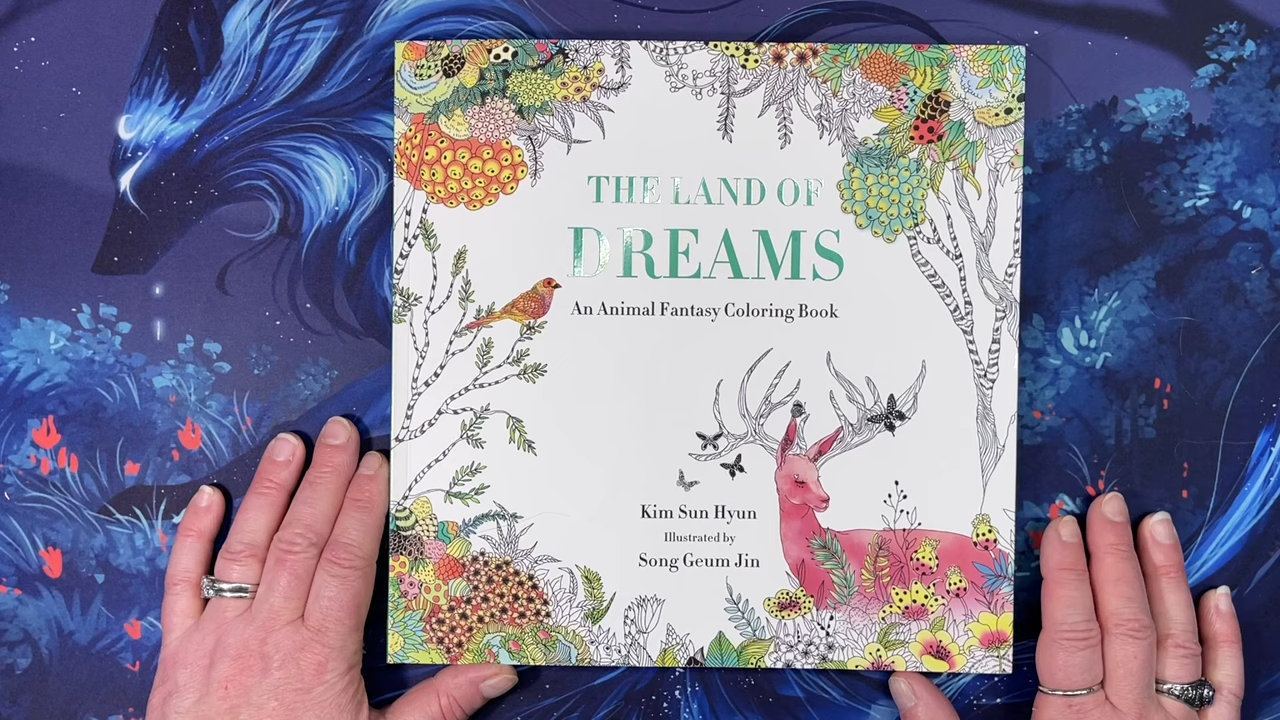 THE LAND OF
DREAMS
An Animal Fantasy Coloring Book
Kim Sun Hyun
Illustrated by
Song Geum Jin